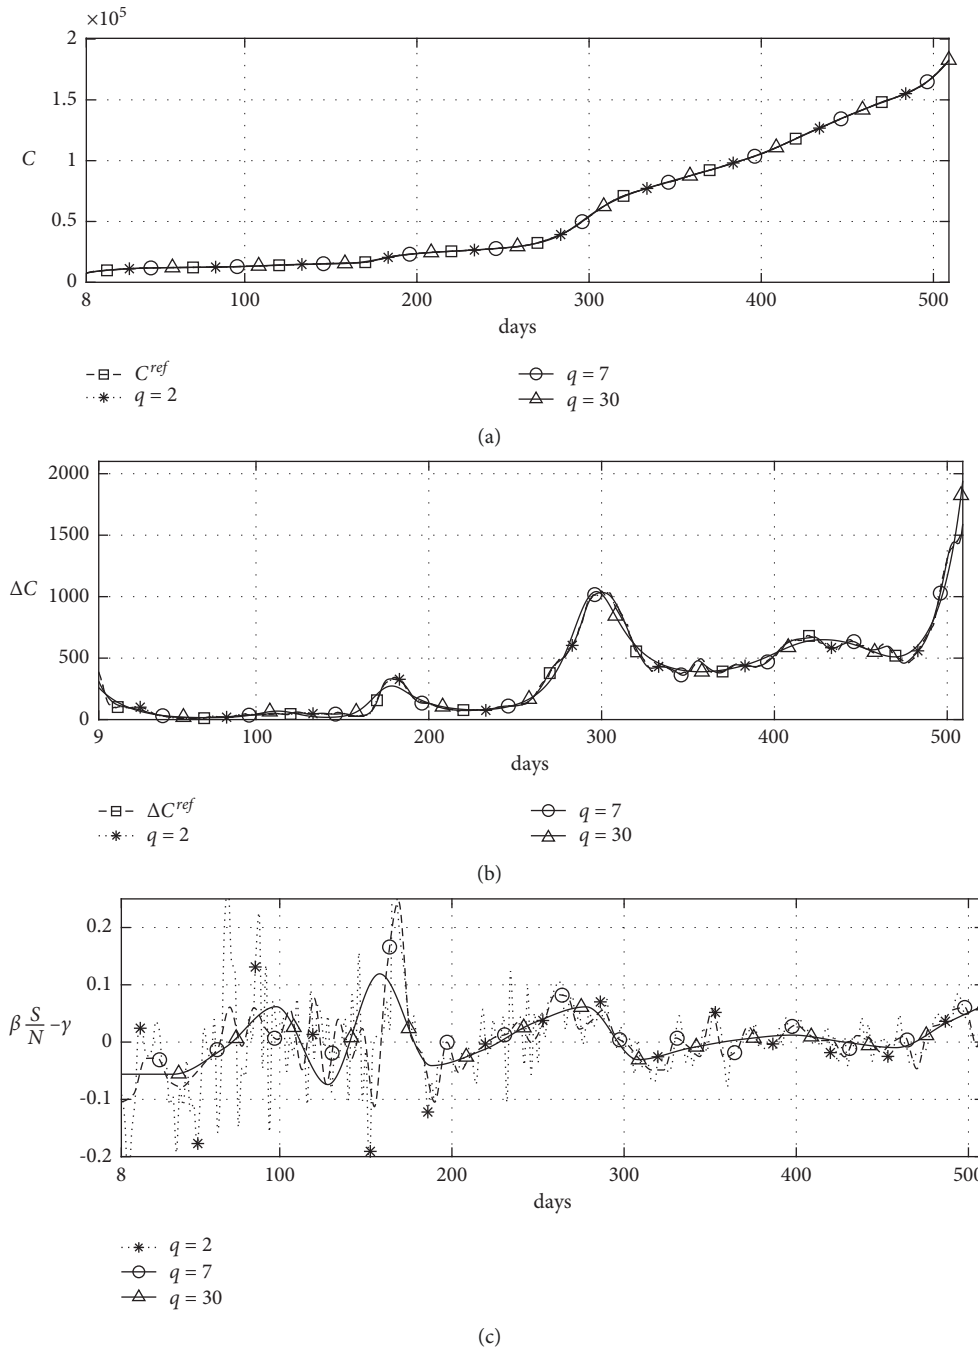 ×10⁵
2
1.5
C
1
0.5
0
8 100 200 300 400 500
days
C^ref
q = 2
q = 7
q = 30
(a)
2000
1500
ΔC
1000
500
0
9 100 200 300 400 500
days
ΔC^ref
q = 2
q = 7
q = 30
(b)
0.2
0.1
β S/N –γ
0
-0.1
-0.2
8 100 200 300 400 500
days
q = 2
q = 7
q = 30
(c)